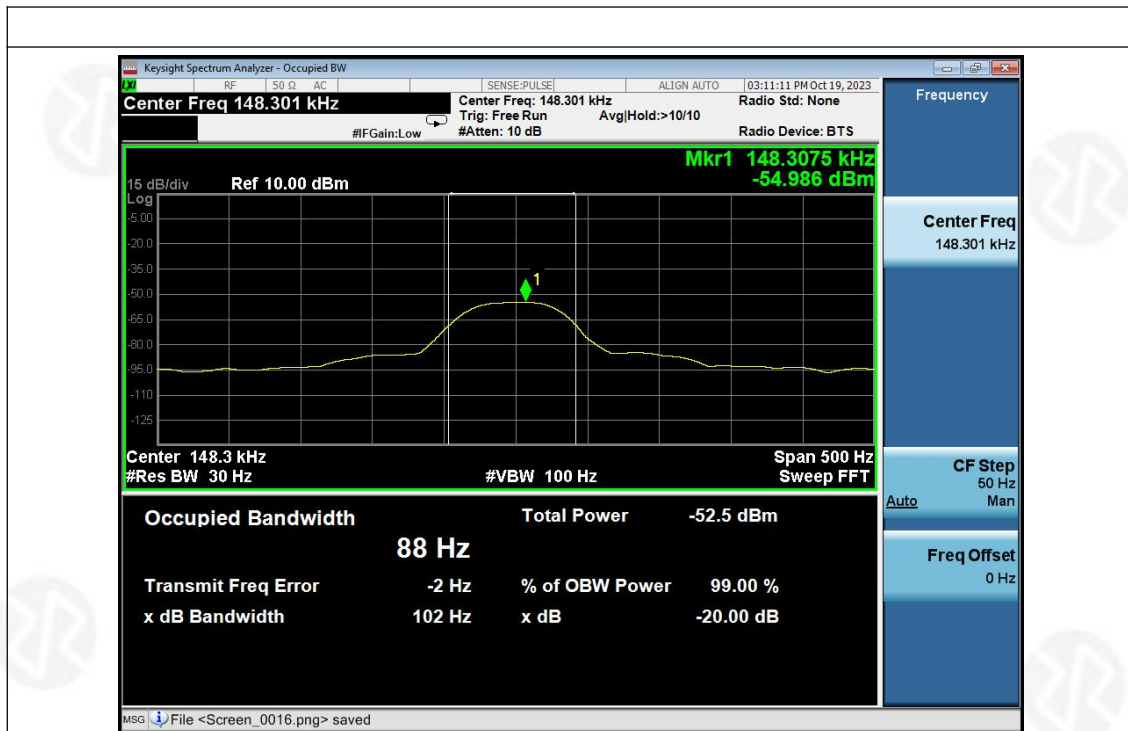 Keysight Spectrum Analyzer - Occupied BW
LXI RF 50 Ω AC SENSE:PULSE ALIGN AUTO 03:11:11 PM Oct 19, 2023
Center Freq 148.301 kHz
Center Freq: 148.301 kHz Radio Std: None
Trig: Free Run Avg|Hold:>10/10
#IFGain:Low #Atten: 10 dB Radio Device: BTS
Frequency
Mkr1 148.3075 kHz
-54.986 dBm
15 dB/div Ref 10.00 dBm
Log
-5.00
-20.0
-35.0
1
-50.0
-65.0
-80.0
-95.0
-110
-125
Center 148.3 kHz Span 500 Hz
#Res BW 30 Hz #VBW 100 Hz Sweep FFT
Center Freq
148.301 kHz
CF Step
50 Hz
Auto Man
Freq Offset
0 Hz
Occupied Bandwidth Total Power -52.5 dBm
88 Hz
Transmit Freq Error -2 Hz % of OBW Power 99.00 %
x dB Bandwidth 102 Hz x dB -20.00 dB
MSG File <Screen_0016.png> saved